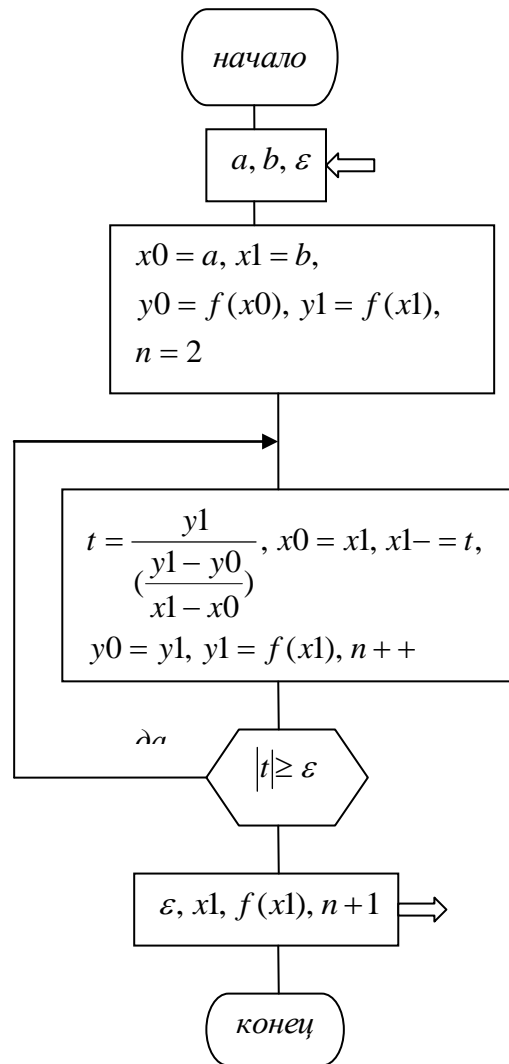 начало
a, b, ε
x0 = a, x1 = b,
y0 = f(x0), y1 = f(x1),
n = 2
t = y1 / ((y1 − y0) / (x1 − x0)), x0 = x1, x1− = t,
y0 = y1, y1 = f(x1), n + +
да
|t| ≥ ε
ε, x1, f(x1), n + 1
конец